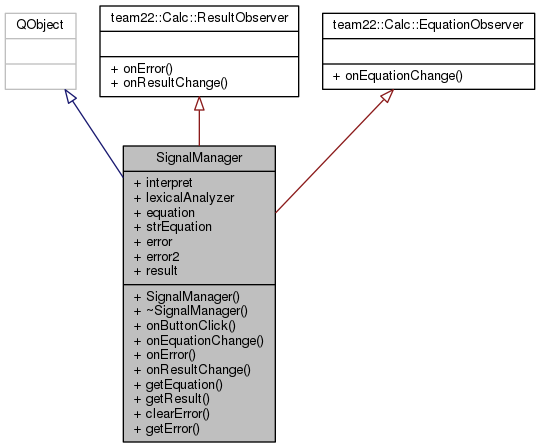 QObject
team22::Calc::ResultObserver
+ onError()
+ onResultChange()
team22::Calc::EquationObserver
+ onEquationChange()
SignalManager
+ interpret
+ lexicalAnalyzer
+ equation
+ strEquation
+ error
+ error2
+ result
+ SignalManager()
+ ~SignalManager()
+ onButtonClick()
+ onEquationChange()
+ onError()
+ onResultChange()
+ getEquation()
+ getResult()
+ clearError()
+ getError()